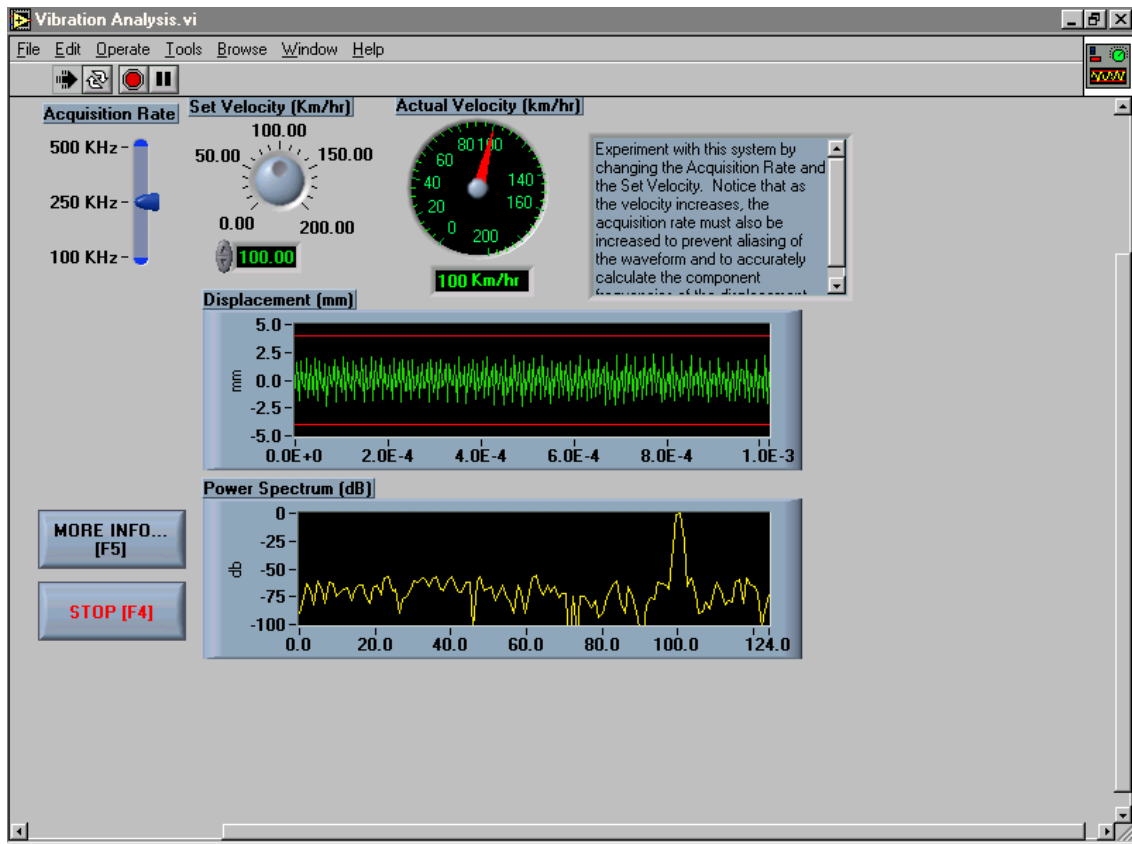 Vibration Analysis.vi
File Edit Operate Tools Browse Window Help
Acquisition Rate
500 KHz
250 KHz
100 KHz
Set Velocity (Km/hr)
100.00
50.00
150.00
0.00
200.00
100.00
Actual Velocity (km/hr)
80 100
60
40
140
20
160
0
200
100 Km/hr
Experiment with this system by
changing the Acquisition Rate and
the Set Velocity. Notice that as
the velocity increases, the
acquisition rate must also be
increased to prevent aliasing of
the waveform and to accurately
calculate the component
frequencies of the displacement
Displacement (mm)
5.0
2.5
0.0
-2.5
-5.0
mm
0.0E+0 2.0E-4 4.0E-4 6.0E-4 8.0E-4 1.0E-3
Power Spectrum (dB)
0
-25
-50
-75
-100
db
0.0 20.0 40.0 60.0 80.0 100.0 124.0
MORE INFO...
[F5]
STOP [F4]